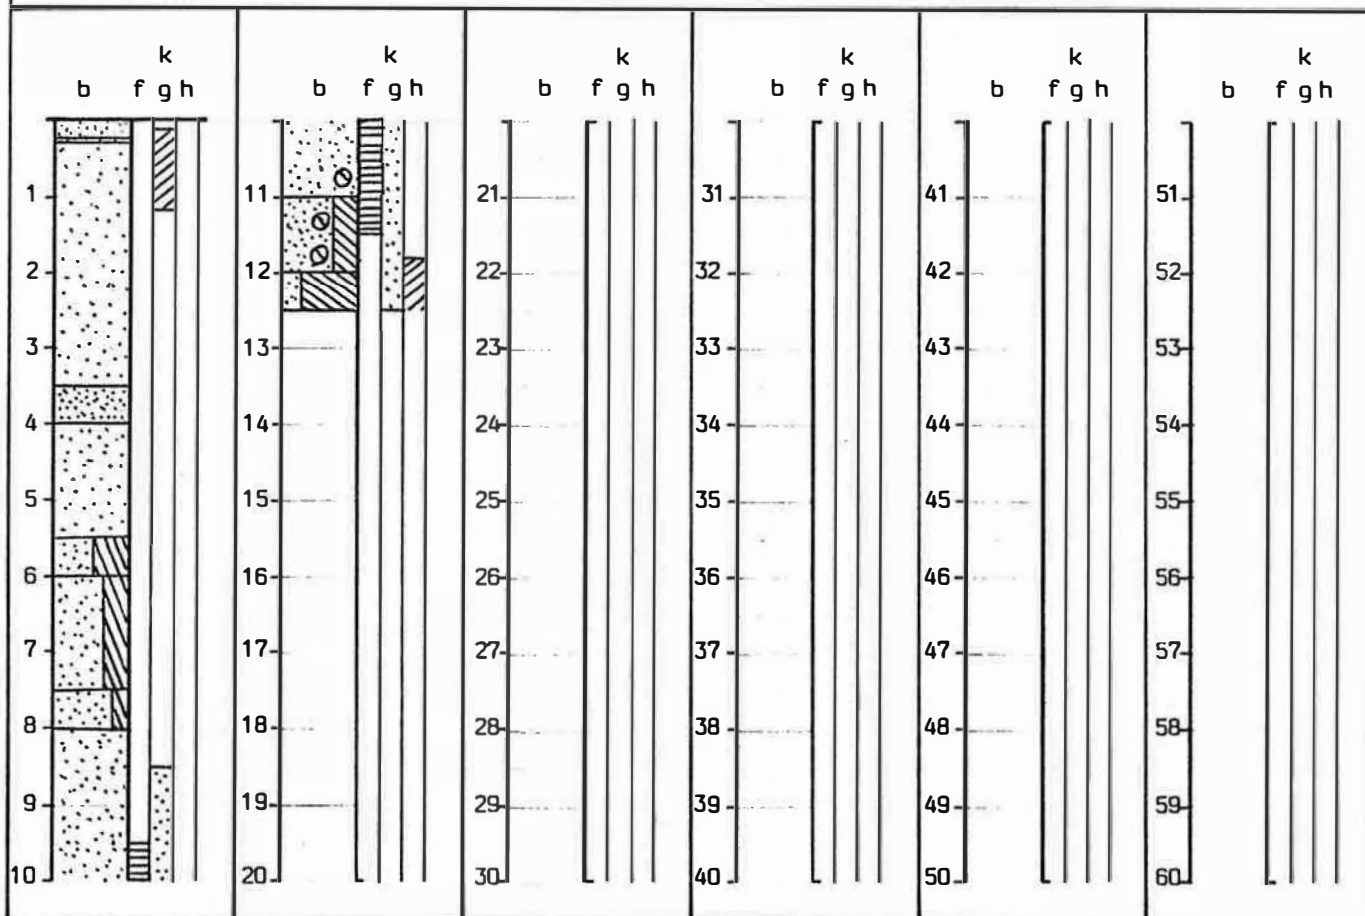 k k k k k k
b f g h b f g h b f g h b f g h b f g h b f g h
1 11 21 31 41 51
2 12 22 32 42 52
3 13 23 33 43 53
4 14 24 34 44 54
5 15 25 35 45 55
6 16 26 36 46 56
7 17 27 37 47 57
8 18 28 38 48 58
9 19 29 39 49 59
10 20 30 40 50 60